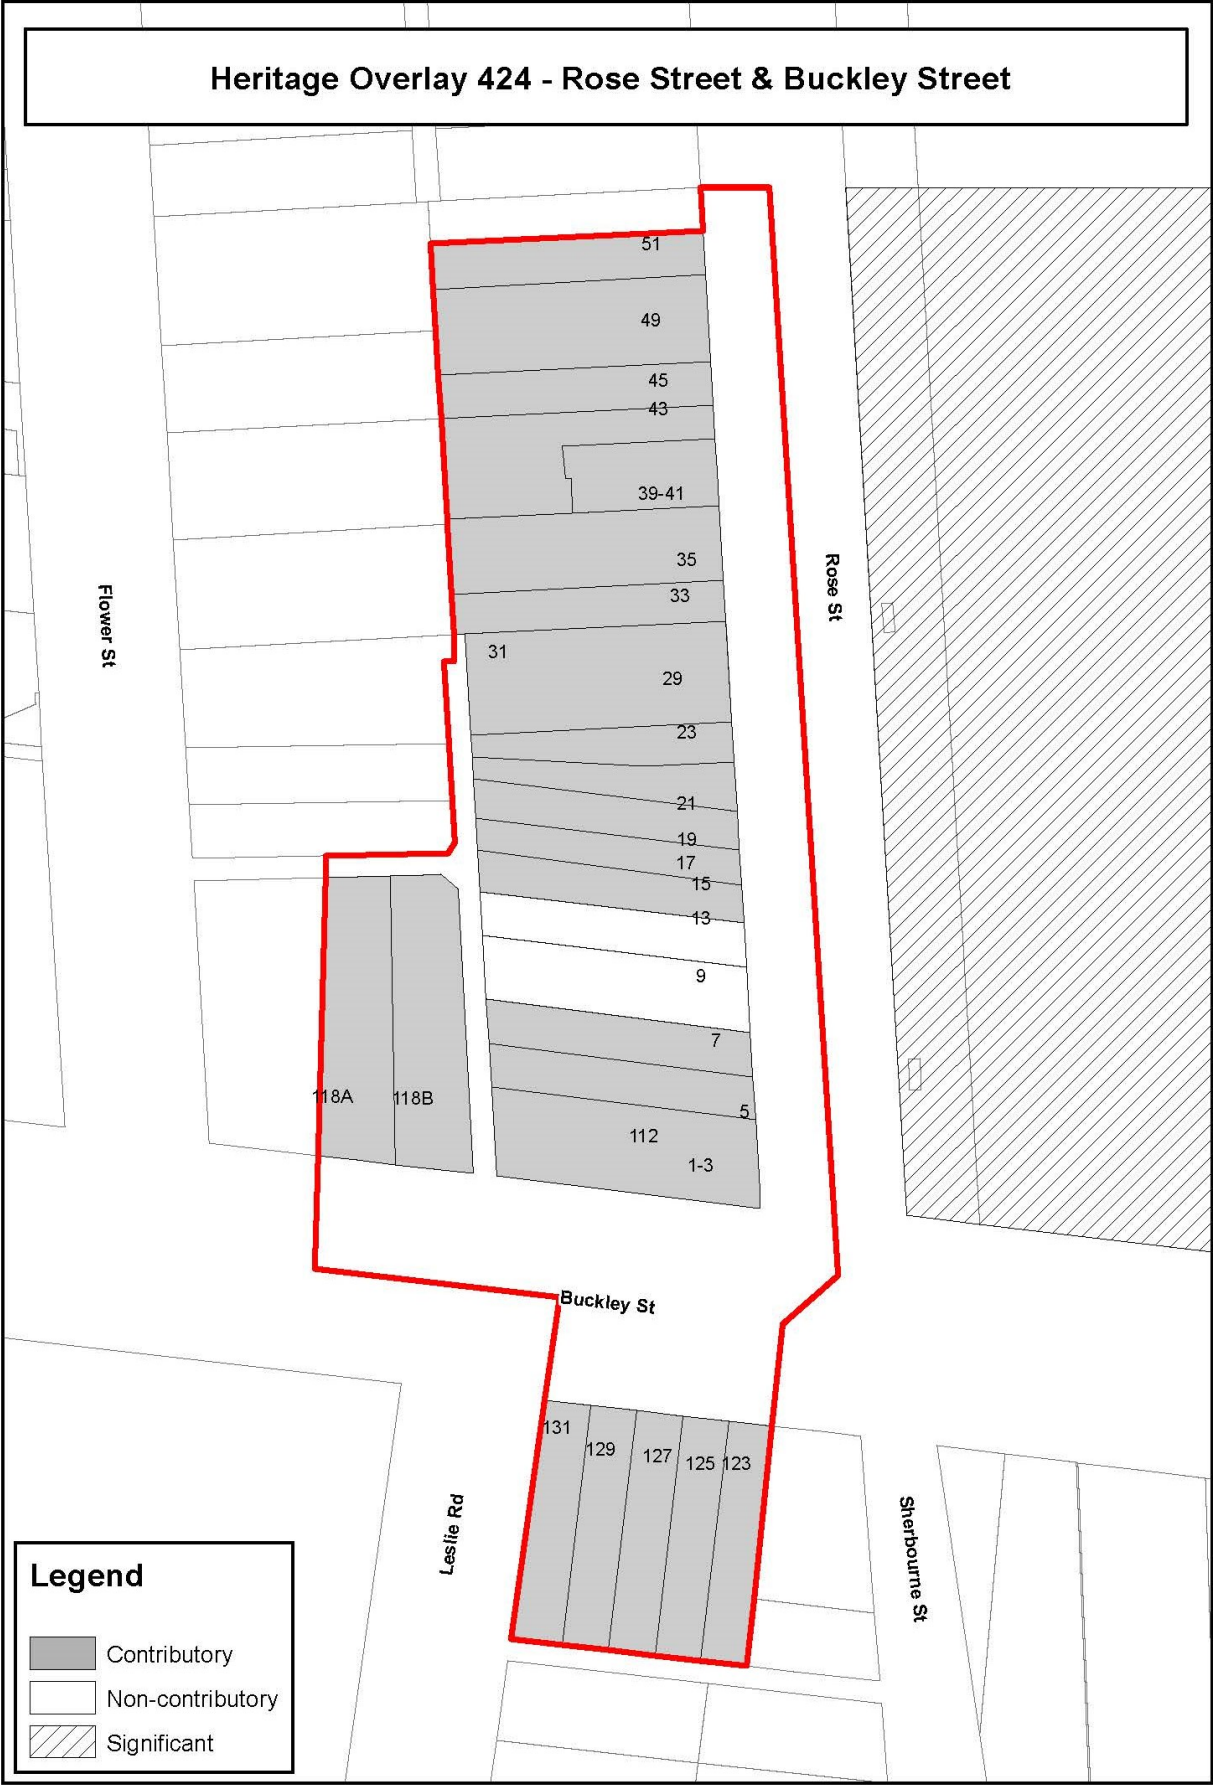 Heritage Overlay 424 - Rose Street & Buckley Street
51
49
45
43
39-41
35
33
31
29
23
21
19
17
15
13
9
7
5
112
1-3
118A
118B
Flower St
Rose St
Buckley St
131
129
127
125
123
Leslie Rd
Sherbourne St
Legend
Contributory
Non-contributory
Significant